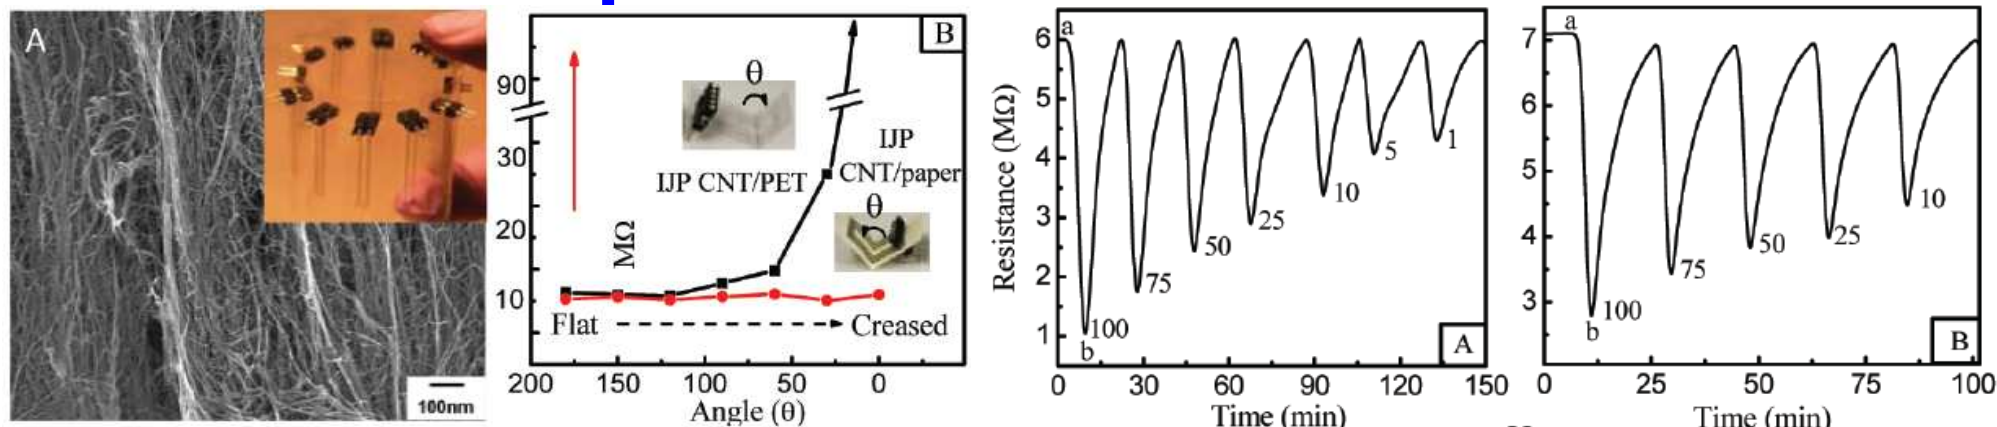 A
100nm
B
90
30
20
10
MΩ
θ
IJP CNT/PET
IJP
CNT/paper
θ
Flat
Creased
200 150 100 50 0
Angle (θ)
a
6
5
4
3
2
1
Resistance (MΩ)
100
b
75
50
25
10
5
1
A
0 30 60 90 120 150
Time (min)
a
7
6
5
4
3
100
b
75
50
25
10
B
0 25 50 75 100
Time (min)